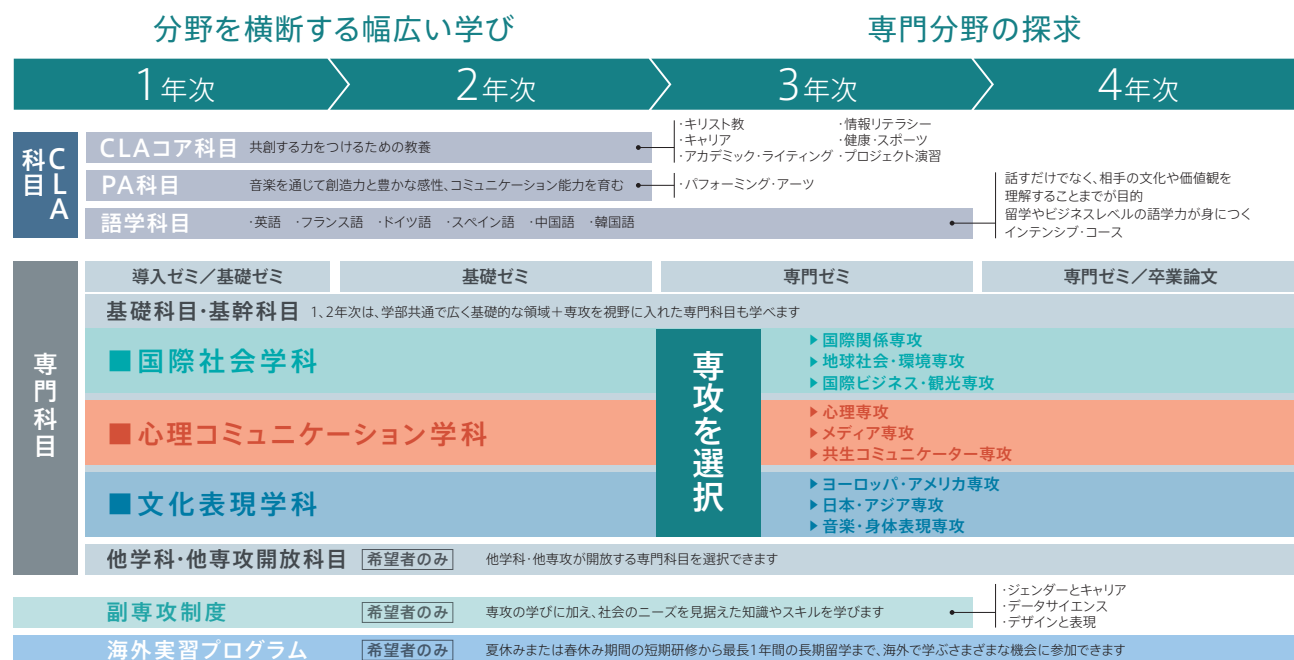 分野を横断する幅広い学び
専門分野の探求
1年次
2年次
3年次
4年次
CLA科目
CLAコア科目 共創する力をつけるための教養
・キリスト教 ・情報リテラシー
・キャリア ・健康・スポーツ
・アカデミック・ライティング ・プロジェクト演習
PA科目 音楽を通じて創造力と豊かな感性、コミュニケーション能力を育む
・パフォーミング・アーツ
語学科目 ・英語 ・フランス語 ・ドイツ語 ・スペイン語 ・中国語 ・韓国語
話すだけでなく、相手の文化や価値観を
理解することまでが目的
留学やビジネスレベルの語学力が身につく
インテンシブ・コース
専門科目
導入ゼミ／基礎ゼミ
基礎ゼミ
専門ゼミ
専門ゼミ／卒業論文
基礎科目・基幹科目 1、2年次は、学部共通で広く基礎的な領域＋専攻を視野に入れた専門科目も学べます
■国際社会学科
専攻を選択
▶国際関係専攻
▶地球社会・環境専攻
▶国際ビジネス・観光専攻
■心理コミュニケーション学科
▶心理専攻
▶メディア専攻
▶共生コミュニケーター専攻
■文化表現学科
▶ヨーロッパ・アメリカ専攻
▶日本・アジア専攻
▶音楽・身体表現専攻
他学科・他専攻開放科目 希望者のみ 他学科・他専攻が開放する専門科目を選択できます
副専攻制度 希望者のみ 専攻の学びに加え、社会のニーズを見据えた知識やスキルを学びます
・ジェンダーとキャリア
・データサイエンス
・デザインと表現
海外実習プログラム 希望者のみ 夏休みまたは春休み期間の短期研修から最長1年間の長期留学まで、海外で学ぶさまざまな機会に参加できます